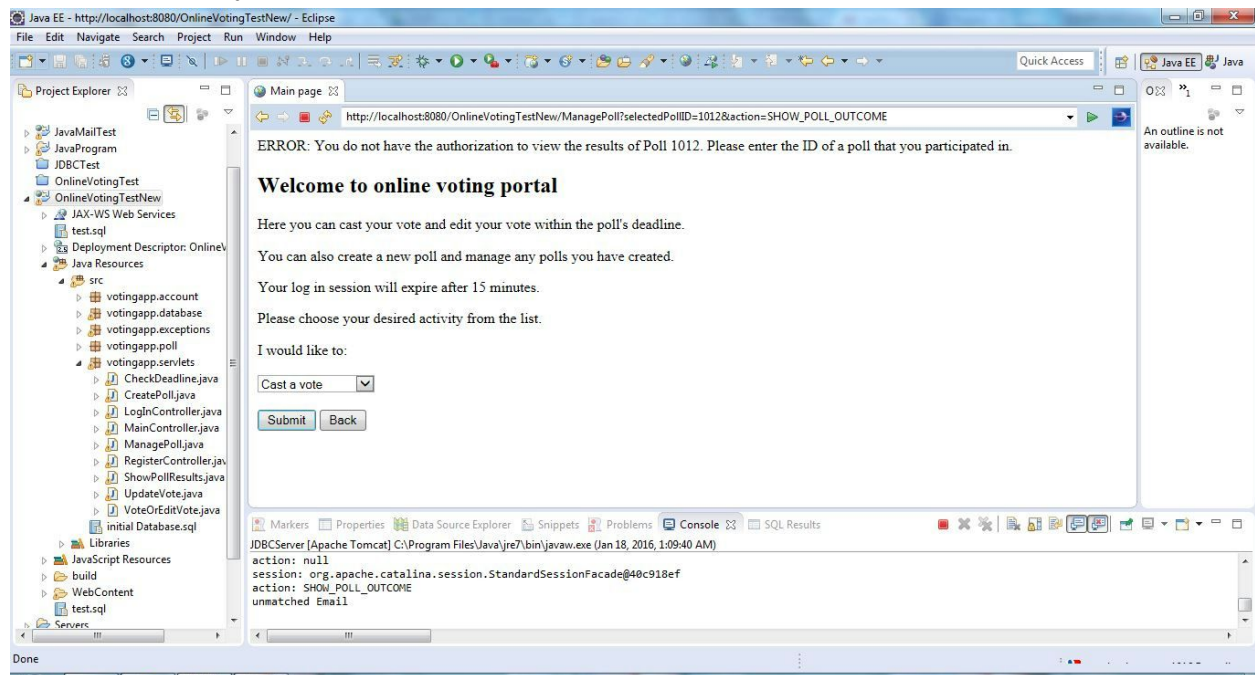 Java EE - http://localhost:8080/OnlineVotingTestNew/ - Eclipse
File Edit Navigate Search Project Run Window Help
Quick Access
Java EE
Java
Project Explorer
JavaMailTest
JavaProgram
JDBCTest
OnlineVotingTest
OnlineVotingTestNew
JAX-WS Web Services
test.sql
Deployment Descriptor: OnlineV
Java Resources
src
votingapp.account
votingapp.database
votingapp.exceptions
votingapp.poll
votingapp.servlets
CheckDeadline.java
CreatePoll.java
LogInController.java
MainController.java
ManagePoll.java
RegisterController.jav
ShowPollResults.java
UpdateVote.java
VoteOrEditVote.java
initial Database.sql
Libraries
JavaScript Resources
build
WebContent
test.sql
Servers
Main page
http://localhost:8080/OnlineVotingTestNew/ManagePoll?selectedPollID=1012&action=SHOW_POLL_OUTCOME
ERROR: You do not have the authorization to view the results of Poll 1012. Please enter the ID of a poll that you participated in.
Welcome to online voting portal
Here you can cast your vote and edit your vote within the poll's deadline.
You can also create a new poll and manage any polls you have created.
Your log in session will expire after 15 minutes.
Please choose your desired activity from the list.
I would like to:
Cast a vote
Submit Back
An outline is not
available.
Markers Properties Data Source Explorer Snippets Problems Console SQL Results
JDBCServer [Apache Tomcat] C:\Program Files\Java\jre7\bin\javaw.exe (Jan 18, 2016, 1:09:40 AM)
action: null
session: org.apache.catalina.session.StandardSessionFacade@40c918ef
action: SHOW_POLL_OUTCOME
unmatched Email
Done